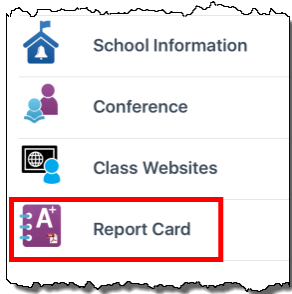 School Information
Conference
Class Websites
A+
Report Card